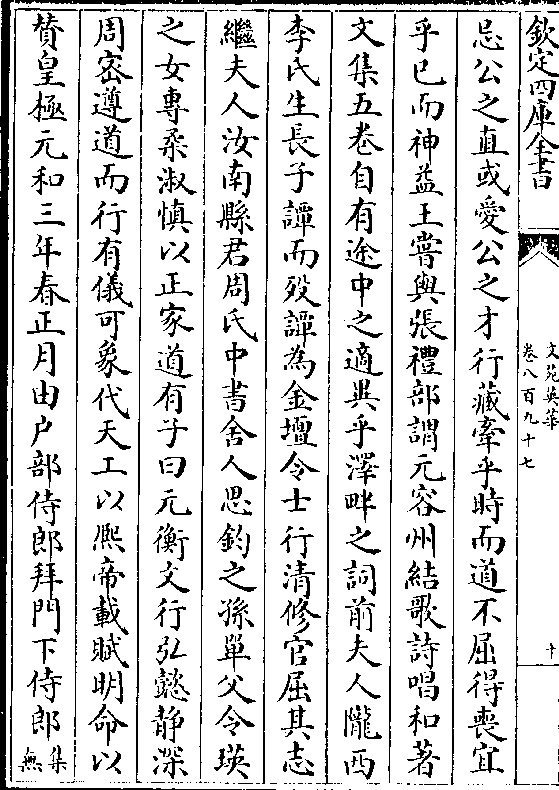 欽定四庫全書
文苑英華
卷八百九十七
十
忌公之直或愛公之才行藏牽乎時而道不屈得喪宜
乎已而神益王嘗與張禮部謂元容州結歌詩唱和著
文集五卷自有途中之適異乎澤畔之詞前夫人隴西
李氏生長子譚而殁譚為金壇令士行清修官屈其志
繼夫人汝南縣君周氏中書舍人思鈞之孫單父令瑛
之女專柔淑慎以正家道有子曰元衡文行弘懿静深
周密遵道而行有儀可象代天工以熙帝載賦明命以
賛皇極元和三年春正月由户部侍郎拜門下侍郎集無